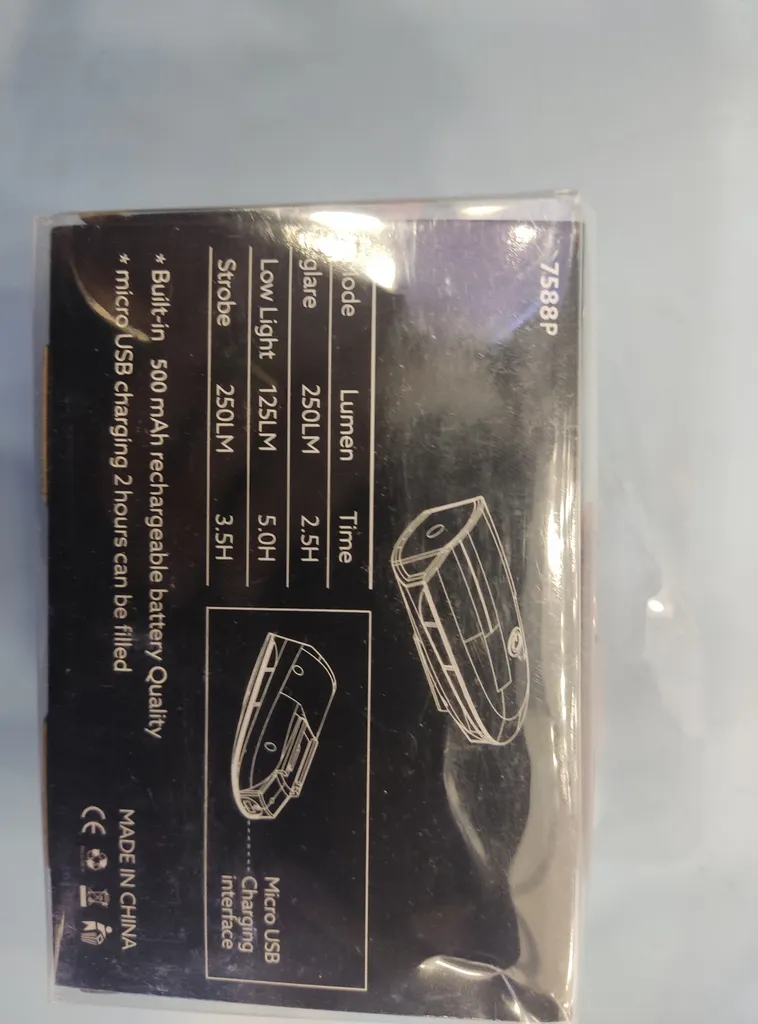 7588P
ode Lumen Time
glare 250LM 2.5H
Low Light 125LM 5.0H
Strobe 250LM 3.5H
* Built-in 500 mAh rechargeable battery Quality
* micro USB charging 2 hours can be filled
Micro USB
Charging
interface
MADE IN CHINA
CE